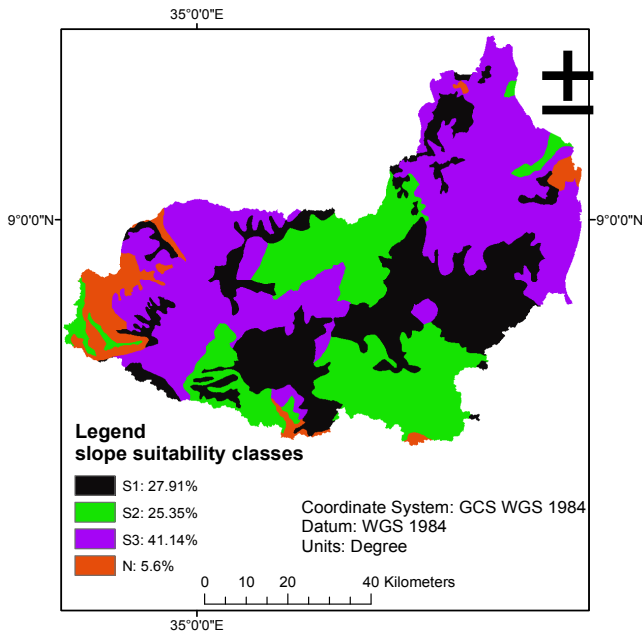 35°0'0"E
9°0'0"N
9°0'0"N
Legend
slope suitability classes
S1: 27.91%
S2: 25.35%
S3: 41.14%
N: 5.6%
Coordinate System: GCS WGS 1984
Datum: WGS 1984
Units: Degree
0 10 20 40 Kilometers
35°0'0"E